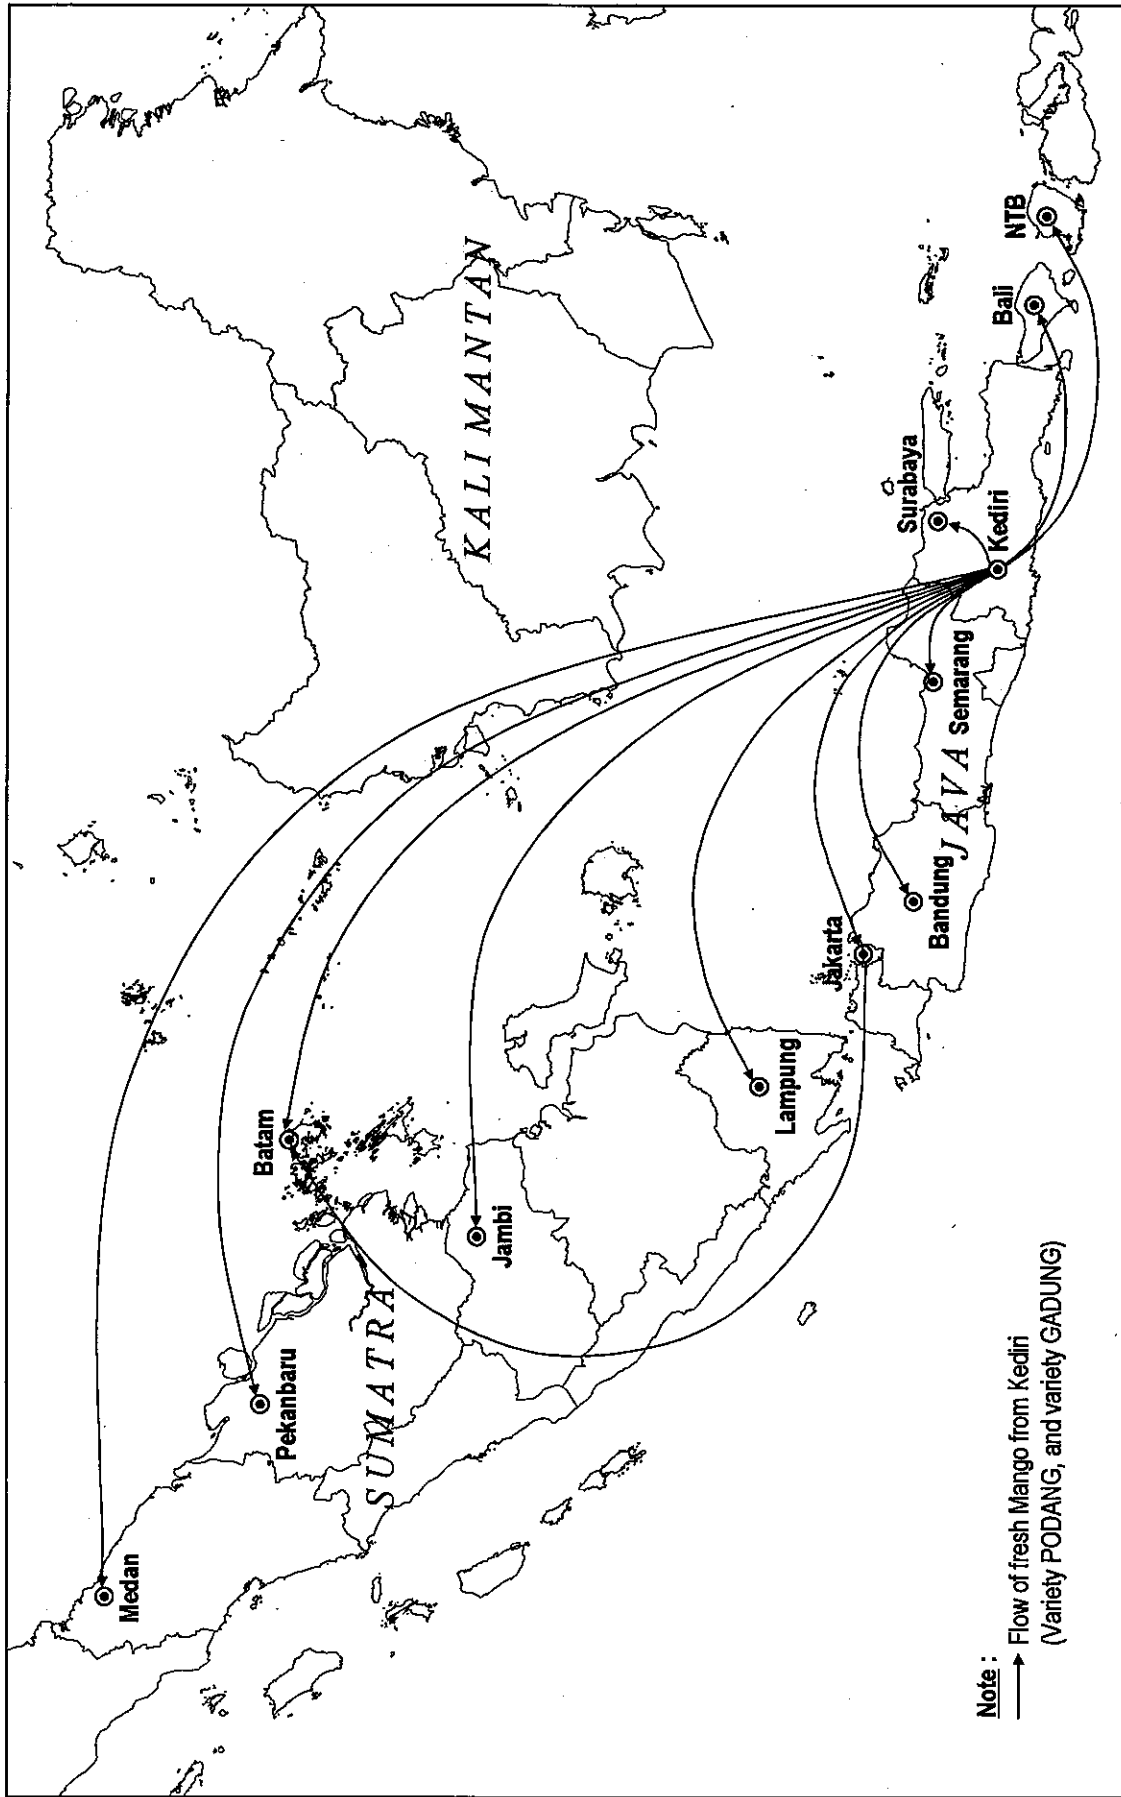 KALIMANTAN
Medan
Pekanbaru
Batam
SUMATRA
Jambi
Lampung
Jakarta
Bandung
JAVA
Semarang
Surabaya
Kediri
Bali
NTB
Note :
Flow of fresh Mango from Kediri
(Variety PODANG, and variety GADUNG)